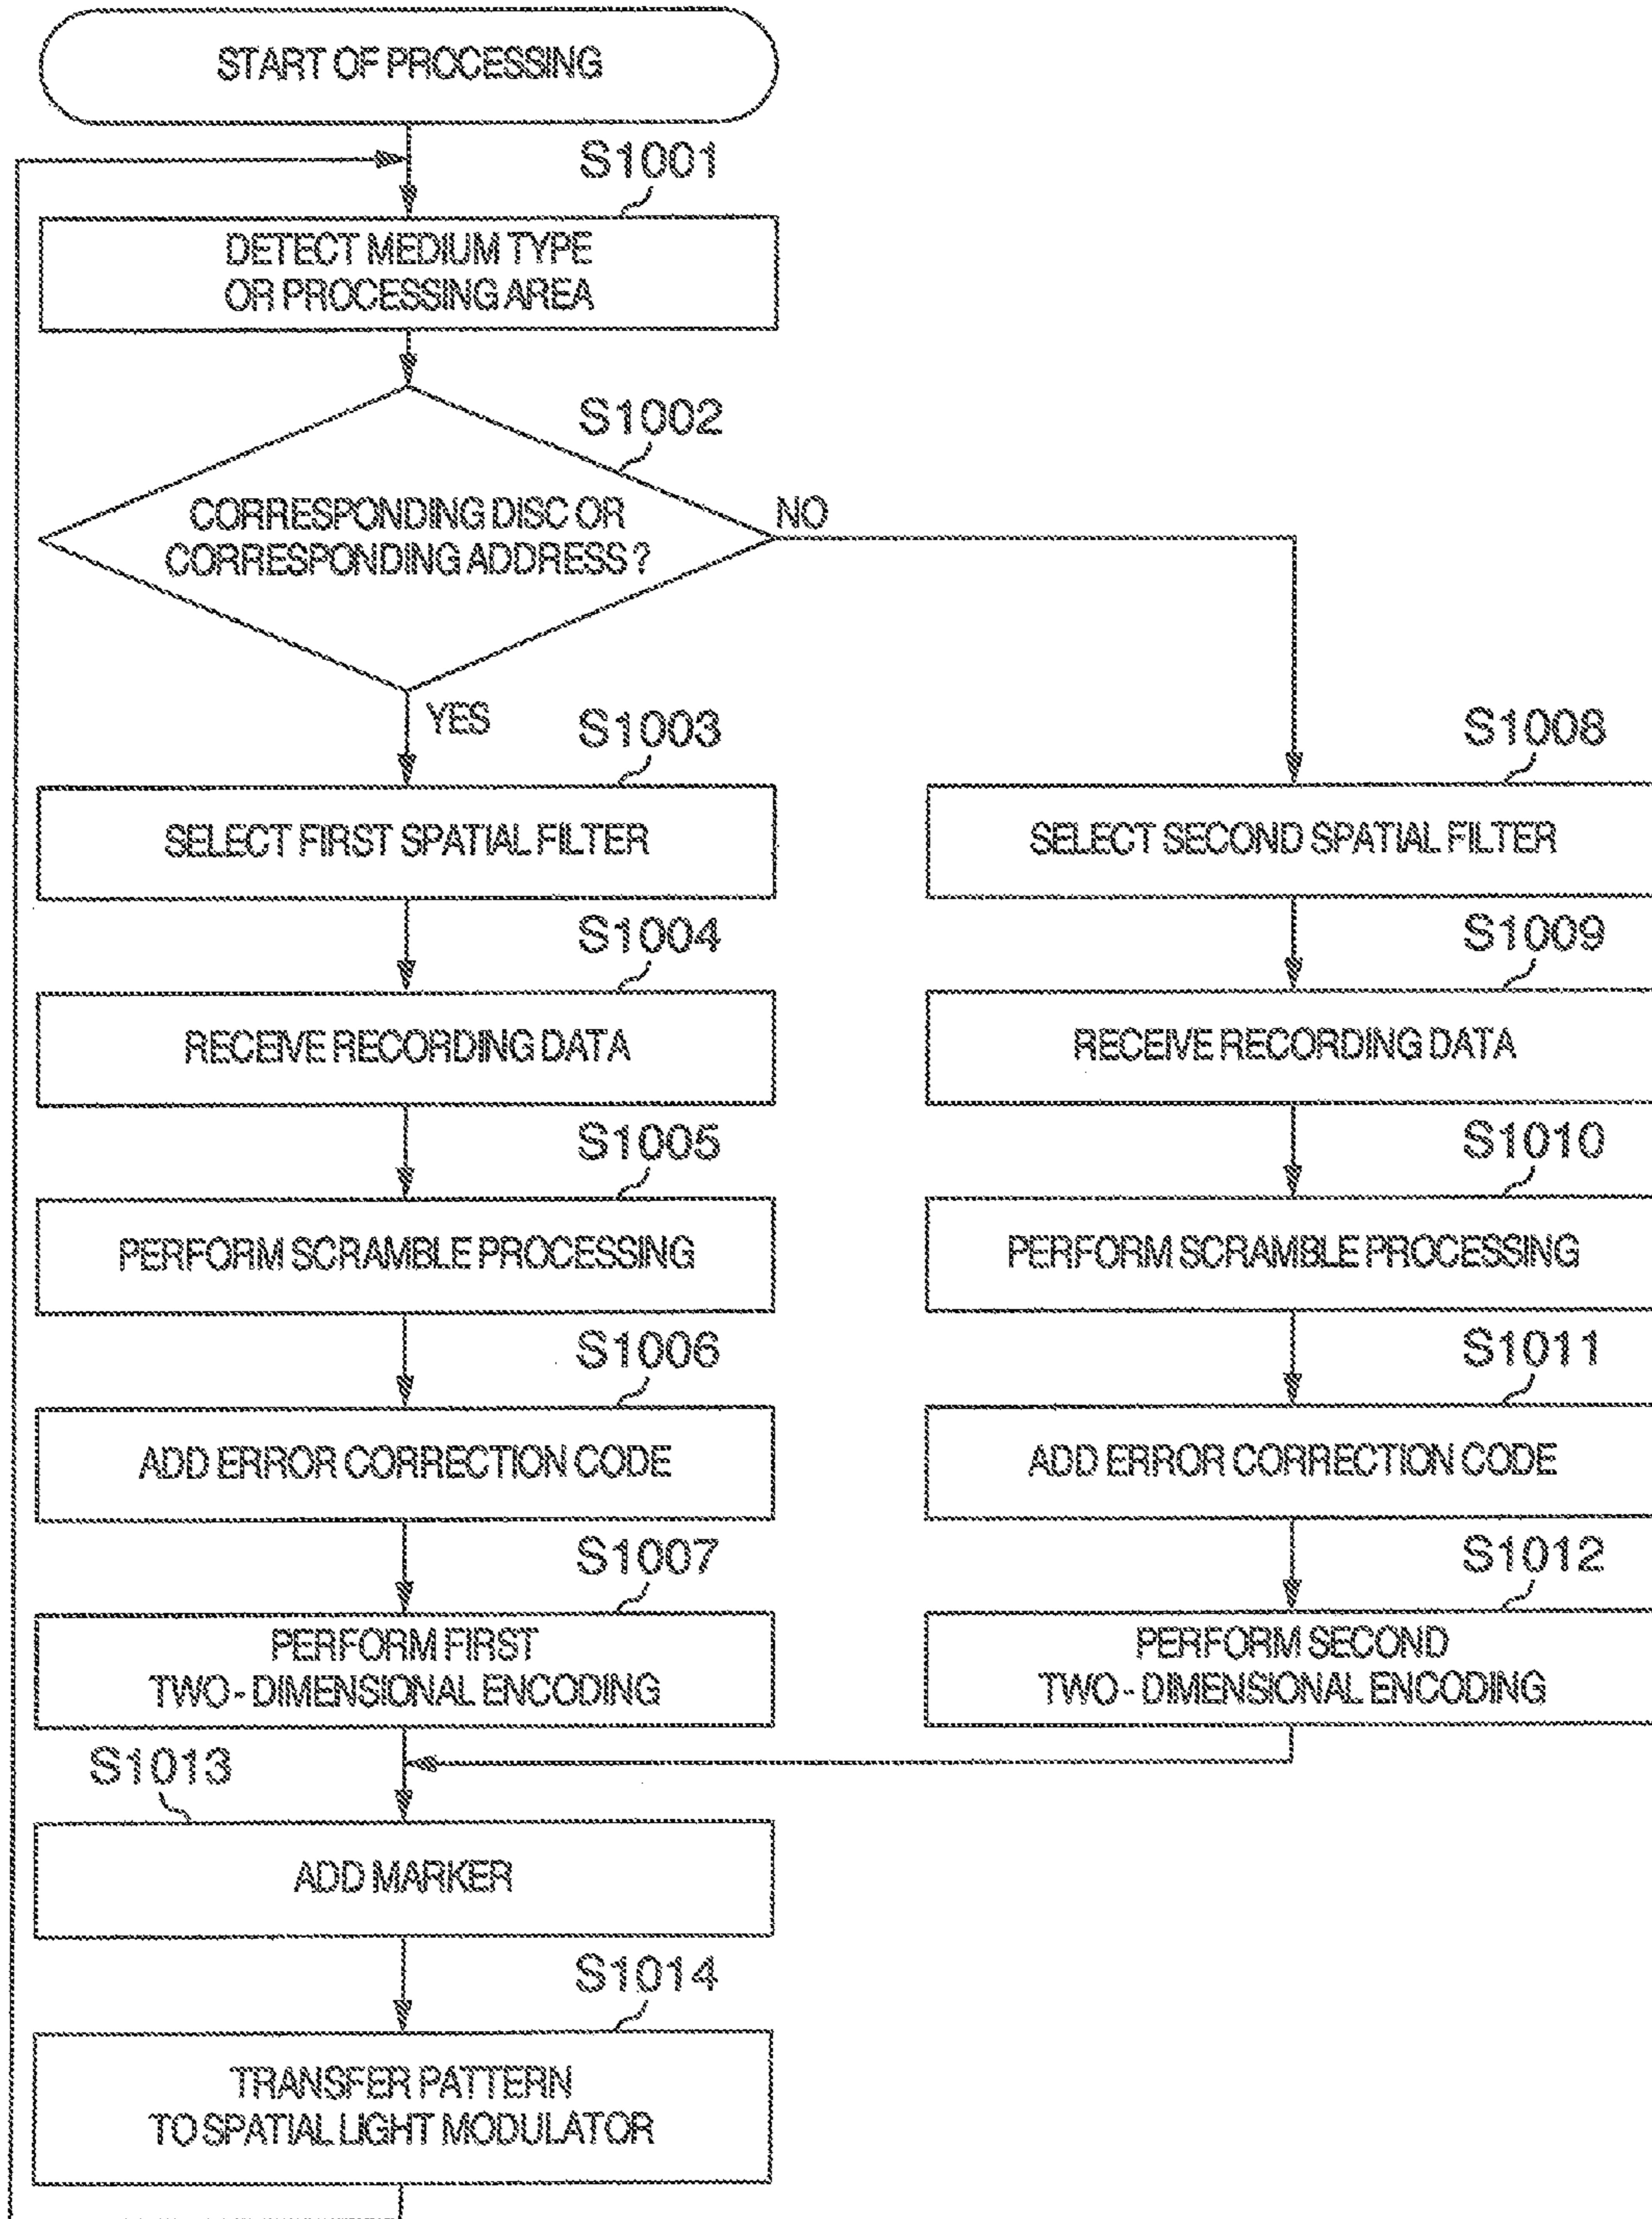 START OF PROCESSING
S1001
DETECT MEDIUM TYPE
OR PROCESSING AREA
S1002
CORRESPONDING DISC OR
CORRESPONDING ADDRESS?
NO
YES
S1003
SELECT FIRST SPATIAL FILTER
S1008
SELECT SECOND SPATIAL FILTER
S1004
RECEIVE RECORDING DATA
S1009
RECEIVE RECORDING DATA
S1005
PERFORM SCRAMBLE PROCESSING
S1010
PERFORM SCRAMBLE PROCESSING
S1006
ADD ERROR CORRECTION CODE
S1011
ADD ERROR CORRECTION CODE
S1007
PERFORM FIRST
TWO-DIMENSIONAL ENCODING
S1012
PERFORM SECOND
TWO-DIMENSIONAL ENCODING
S1013
ADD MARKER
S1014
TRANSFER PATTERN
TO SPATIAL LIGHT MODULATOR